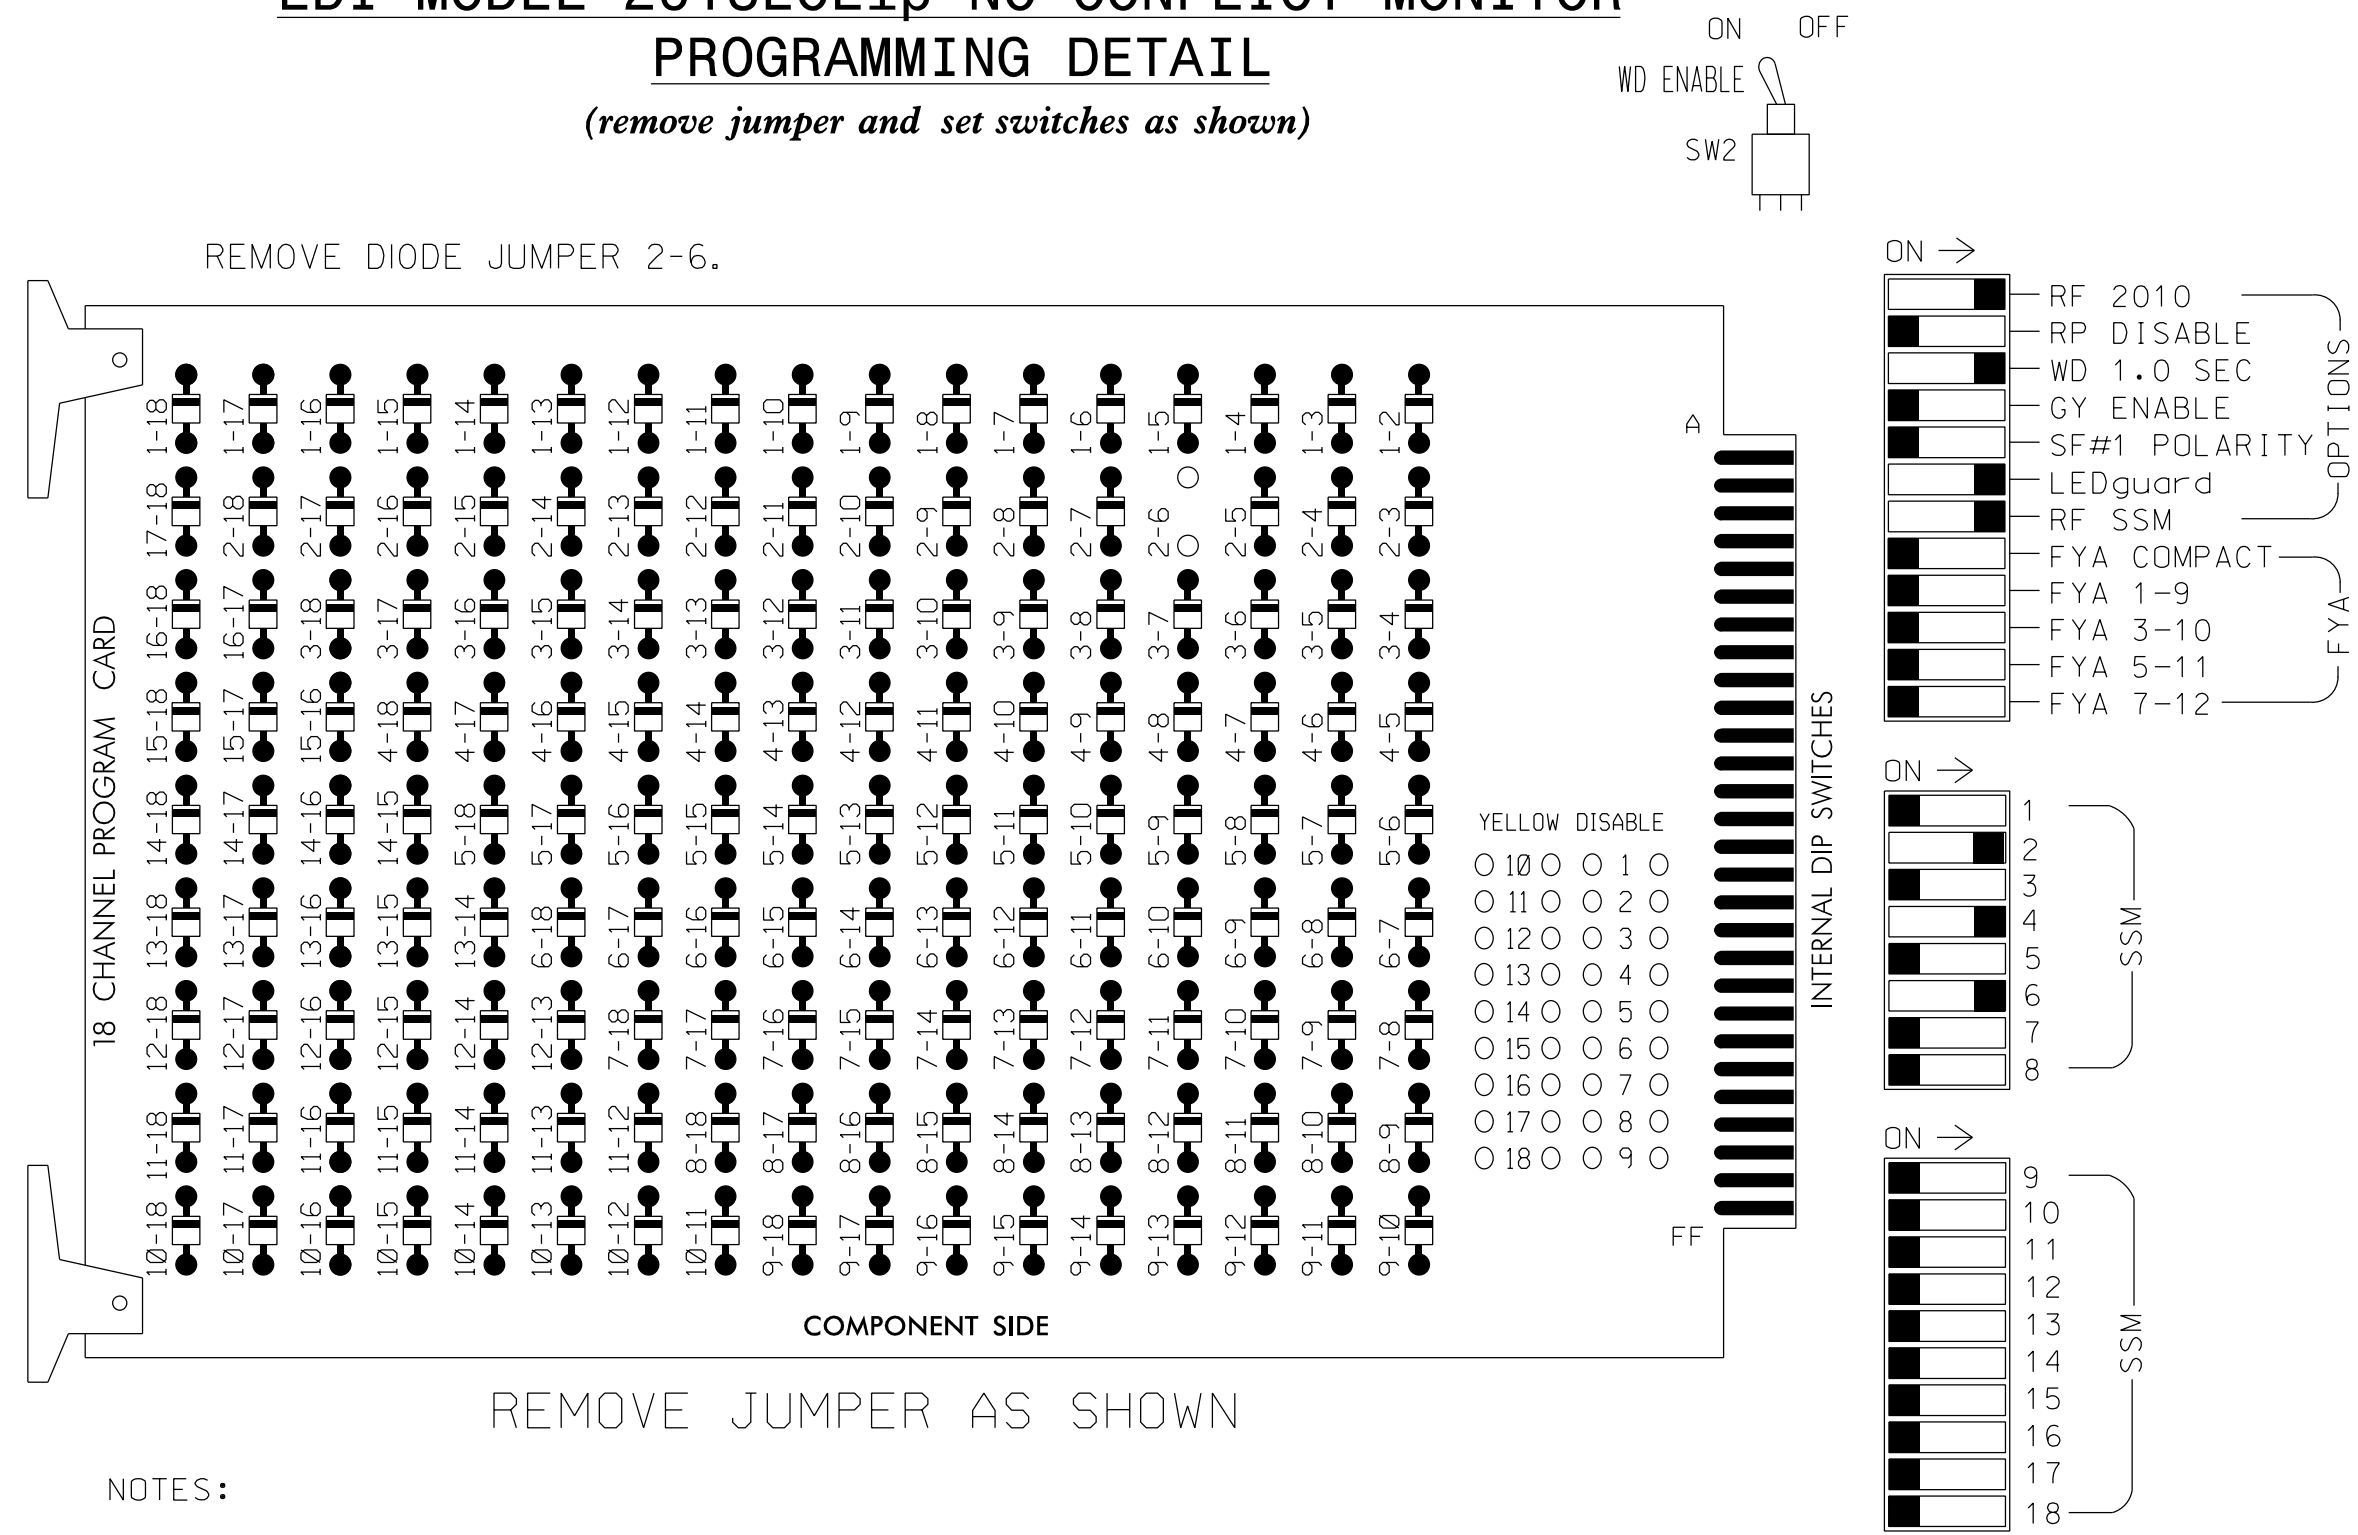 PROGRAMMING DETAIL
(remove jumper and set switches as shown)
ON OFF
WD ENABLE
SW2
REMOVE DIODE JUMPER 2-6.
1-18 1-17 1-16 1-15 1-14 1-13 1-12 1-11 1-10 1-9 1-8 1-7 1-6 1-5 1-4 1-3 1-2
17-18 2-18 2-17 2-16 2-15 2-14 2-13 2-12 2-11 2-10 2-9 2-8 2-7 2-6 2-5 2-4 2-3
16-18 16-17 3-18 3-17 3-16 3-15 3-14 3-13 3-12 3-11 3-10 3-9 3-8 3-7 3-6 3-5 3-4
15-18 15-17 15-16 4-18 4-17 4-16 4-15 4-14 4-13 4-12 4-11 4-10 4-9 4-8 4-7 4-6 4-5
14-18 14-17 14-16 14-15 5-18 5-17 5-16 5-15 5-14 5-13 5-12 5-11 5-10 5-9 5-8 5-7 5-6
13-18 13-17 13-16 13-15 13-14 6-18 6-17 6-16 6-15 6-14 6-13 6-12 6-11 6-10 6-9 6-8 6-7
12-18 12-17 12-16 12-15 12-14 12-13 7-18 7-17 7-16 7-15 7-14 7-13 7-12 7-11 7-10 7-9 7-8
11-18 11-17 11-16 11-15 11-14 11-13 11-12 8-18 8-17 8-16 8-15 8-14 8-13 8-12 8-11 8-10 8-9
10-18 10-17 10-16 10-15 10-14 10-13 10-12 10-11 9-18 9-17 9-16 9-15 9-14 9-13 9-12 9-11 9-10
18 CHANNEL PROGRAM CARD
COMPONENT SIDE
A
FF
YELLOW DISABLE
10 1
11 2
12 3
13 4
14 5
15 6
16 7
17 8
18 9
INTERNAL DIP SWITCHES
ON
RF 2010
RP DISABLE
WD 1.0 SEC
GY ENABLE
SF#1 POLARITY
LEDguard
RF SSM
OPTIONS
FYA COMPACT
FYA 1-9
FYA 3-10
FYA 5-11
FYA 7-12
FYA
ON
1
2
3
4
5
6
7
8
SSM
ON
9
10
11
12
13
14
15
16
17
18
SSM
REMOVE JUMPER AS SHOWN
NOTES: